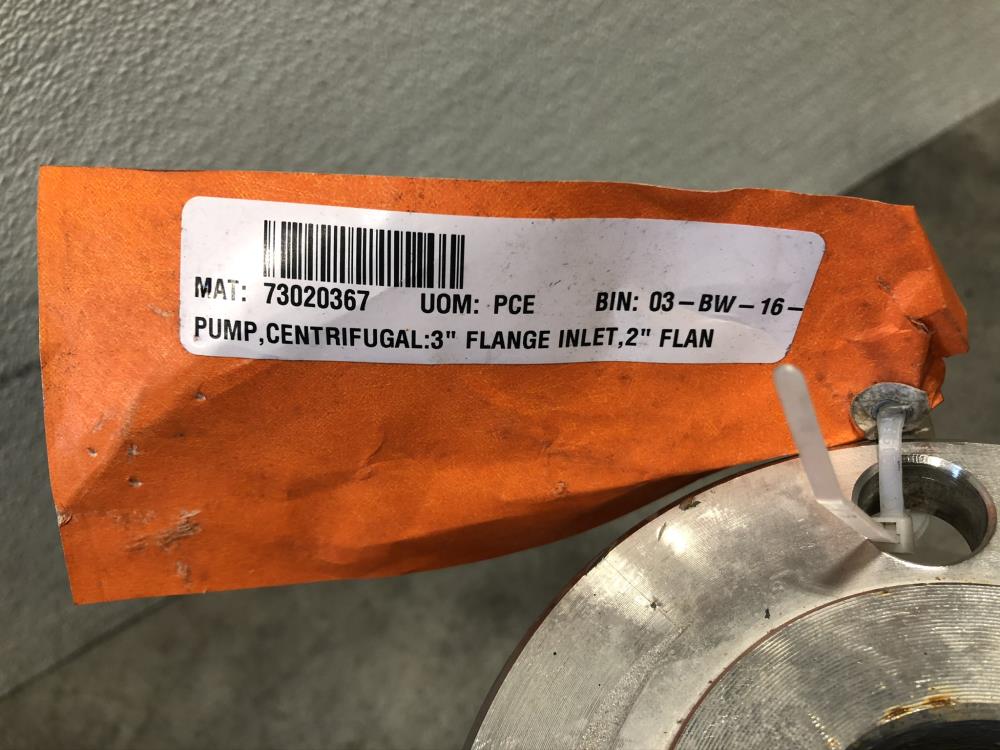 MAT: 73020367 UOM: PCE BIN: 03-BW-16-
PUMP,CENTRIFUGAL:3" FLANGE INLET,2" FLAN